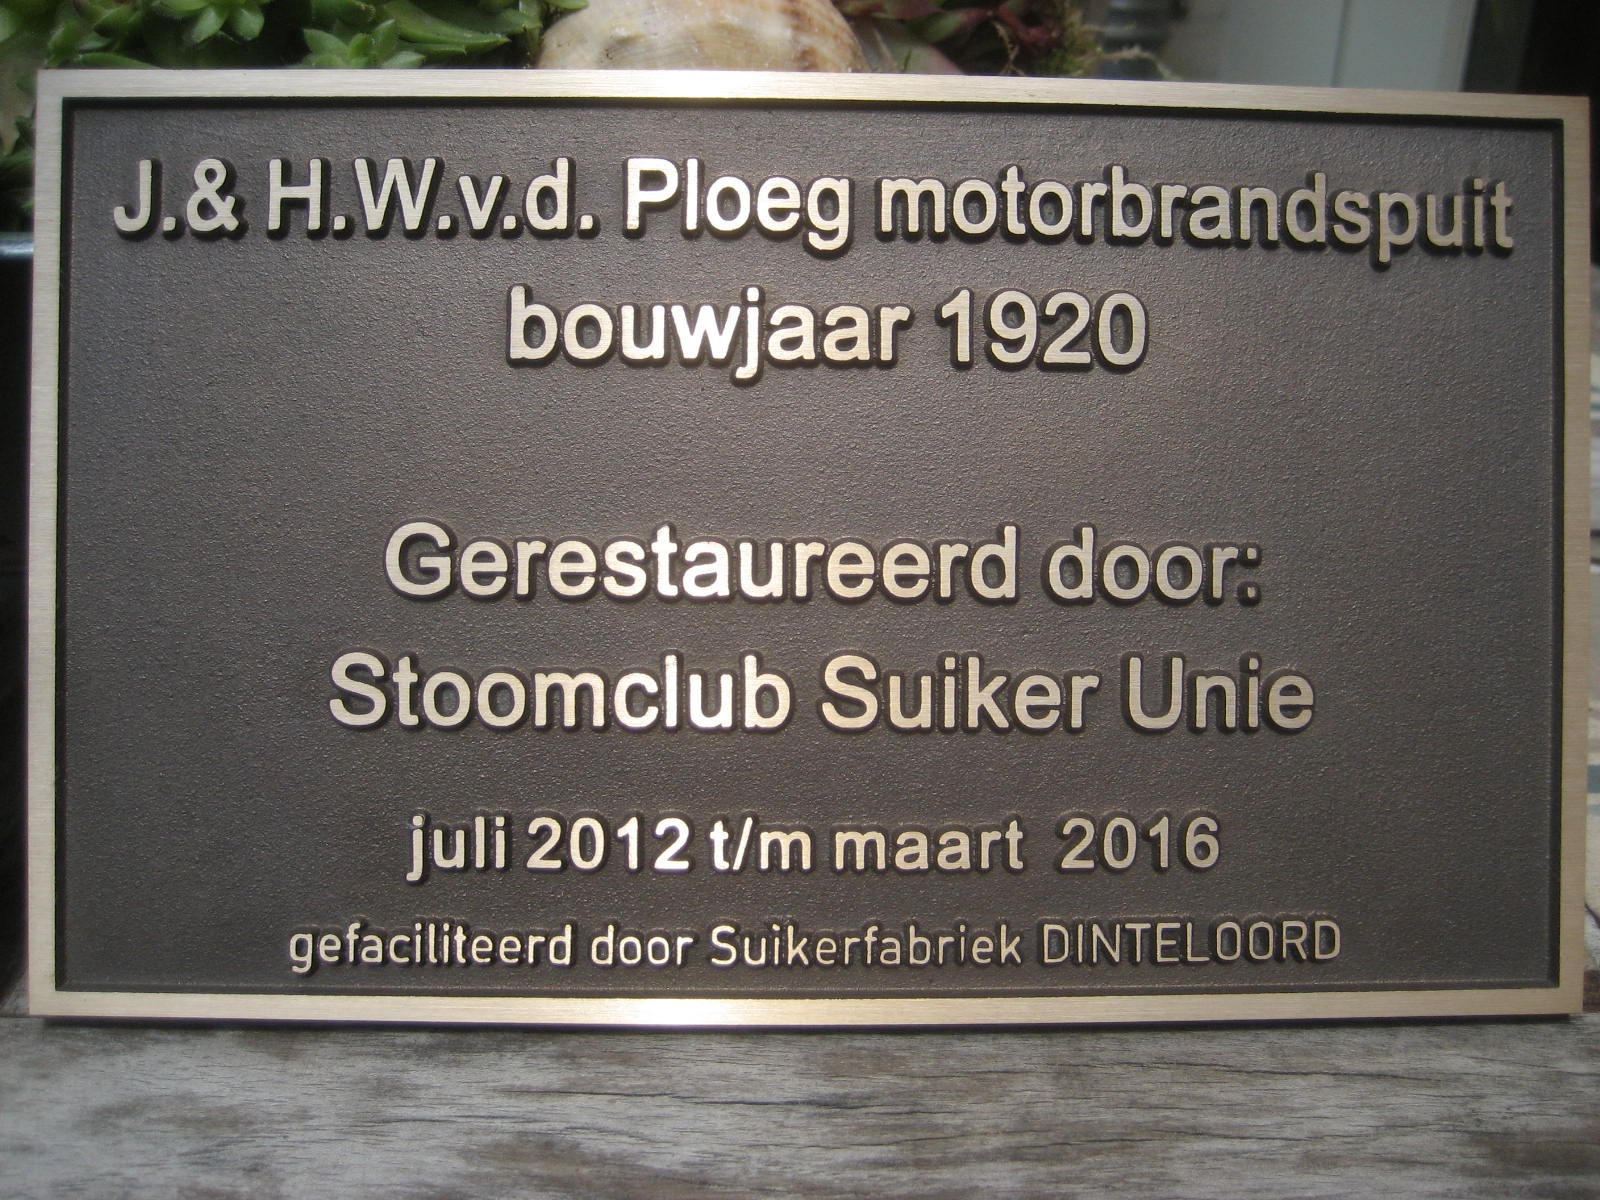 J.& H.W.v.d. Ploeg motorbrandspuit
bouwjaar 1920
Gerestaureerd door:
Stoomclub Suiker Unie
juli 2012 t/m maart 2016
gefaciliteerd door Suikerfabriek DINTELOORD